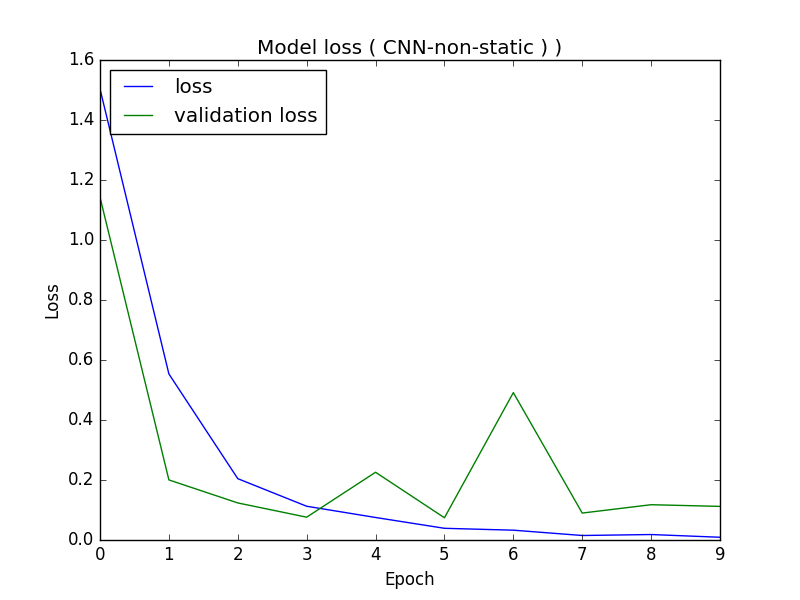 Model loss ( CNN-non-static ) )
loss
validation loss
1.6
1.4
1.2
1.0
0.8
0.6
0.4
0.2
0.0
Loss
0 1 2 3 4 5 6 7 8 9
Epoch